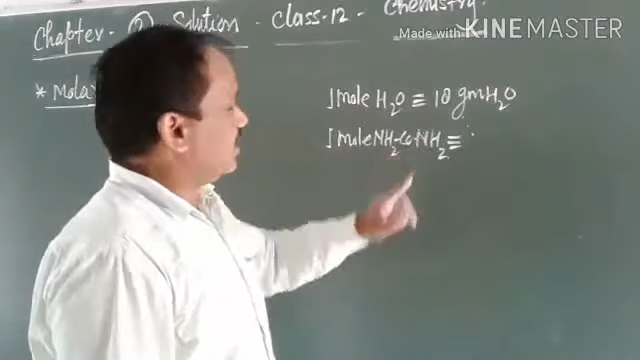 Chapter - 2 Solution - Class-12 - Chemistry.
Made with KINEMASTER
* Mola
1 mole H₂O ≡ 18 gm H₂O
1 mole NH₂-CO-NH₂ ≡